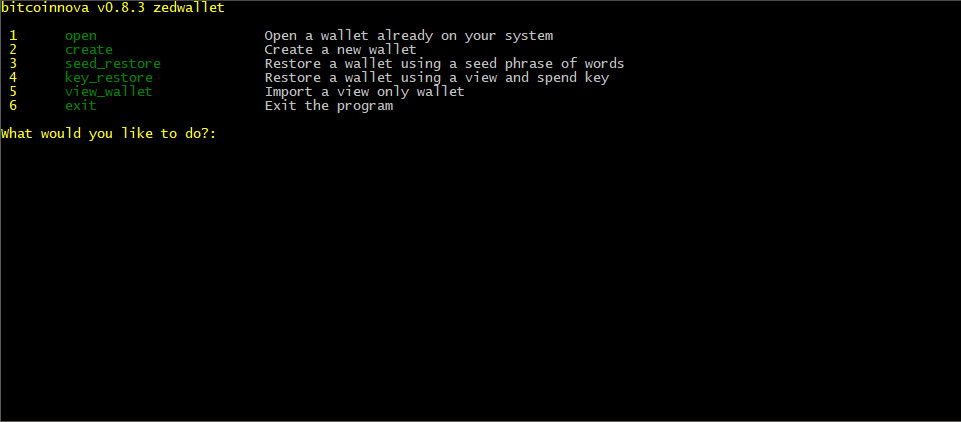 bitcoinnova v0.8.3 zedwallet
1 open Open a wallet already on your system
2 create Create a new wallet
3 seed_restore Restore a wallet using a seed phrase of words
4 key_restore Restore a wallet using a view and spend key
5 view_wallet Import a view only wallet
6 exit Exit the program
What would you like to do?: